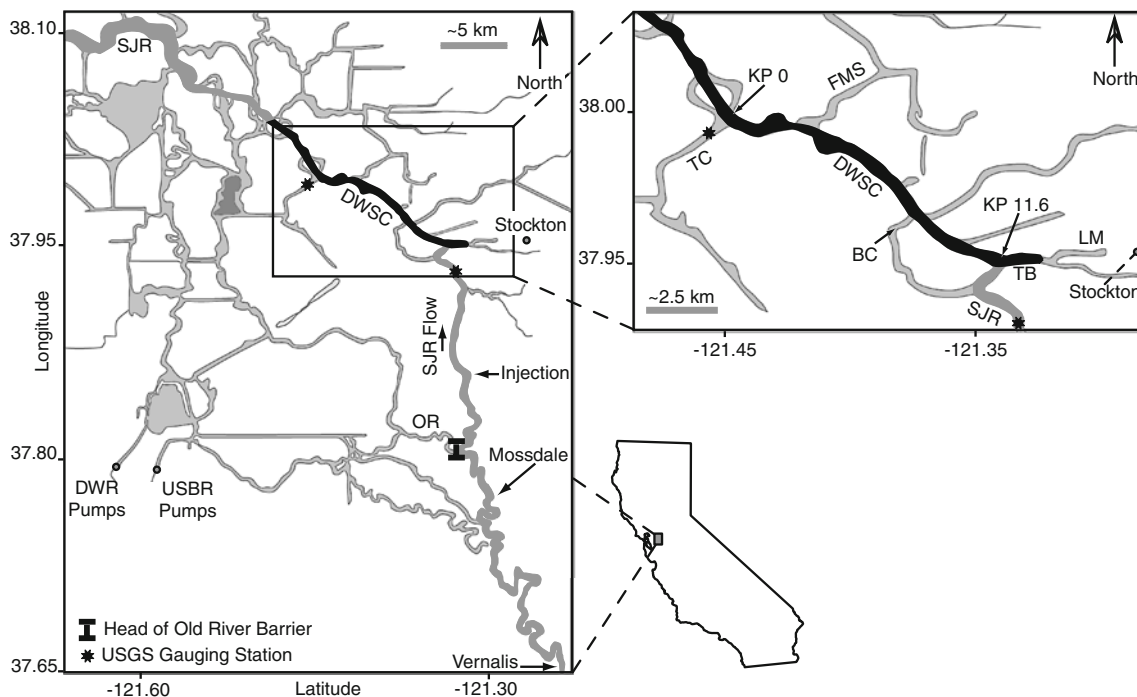 38.10
SJR
~5 km
North
DWSC
Stockton
37.95
Longitude
SJR Flow
Injection
OR
37.80
Mossdale
DWR
Pumps
USBR
Pumps
Head of Old River Barrier
USGS Gauging Station
Vernalis
37.65
-121.60
Latitude
-121.30
KP 0
FMS
North
38.00
TC
DWSC
KP 11.6
BC
LM
37.95
TB
Stockton
~2.5 km
SJR
-121.45
-121.35